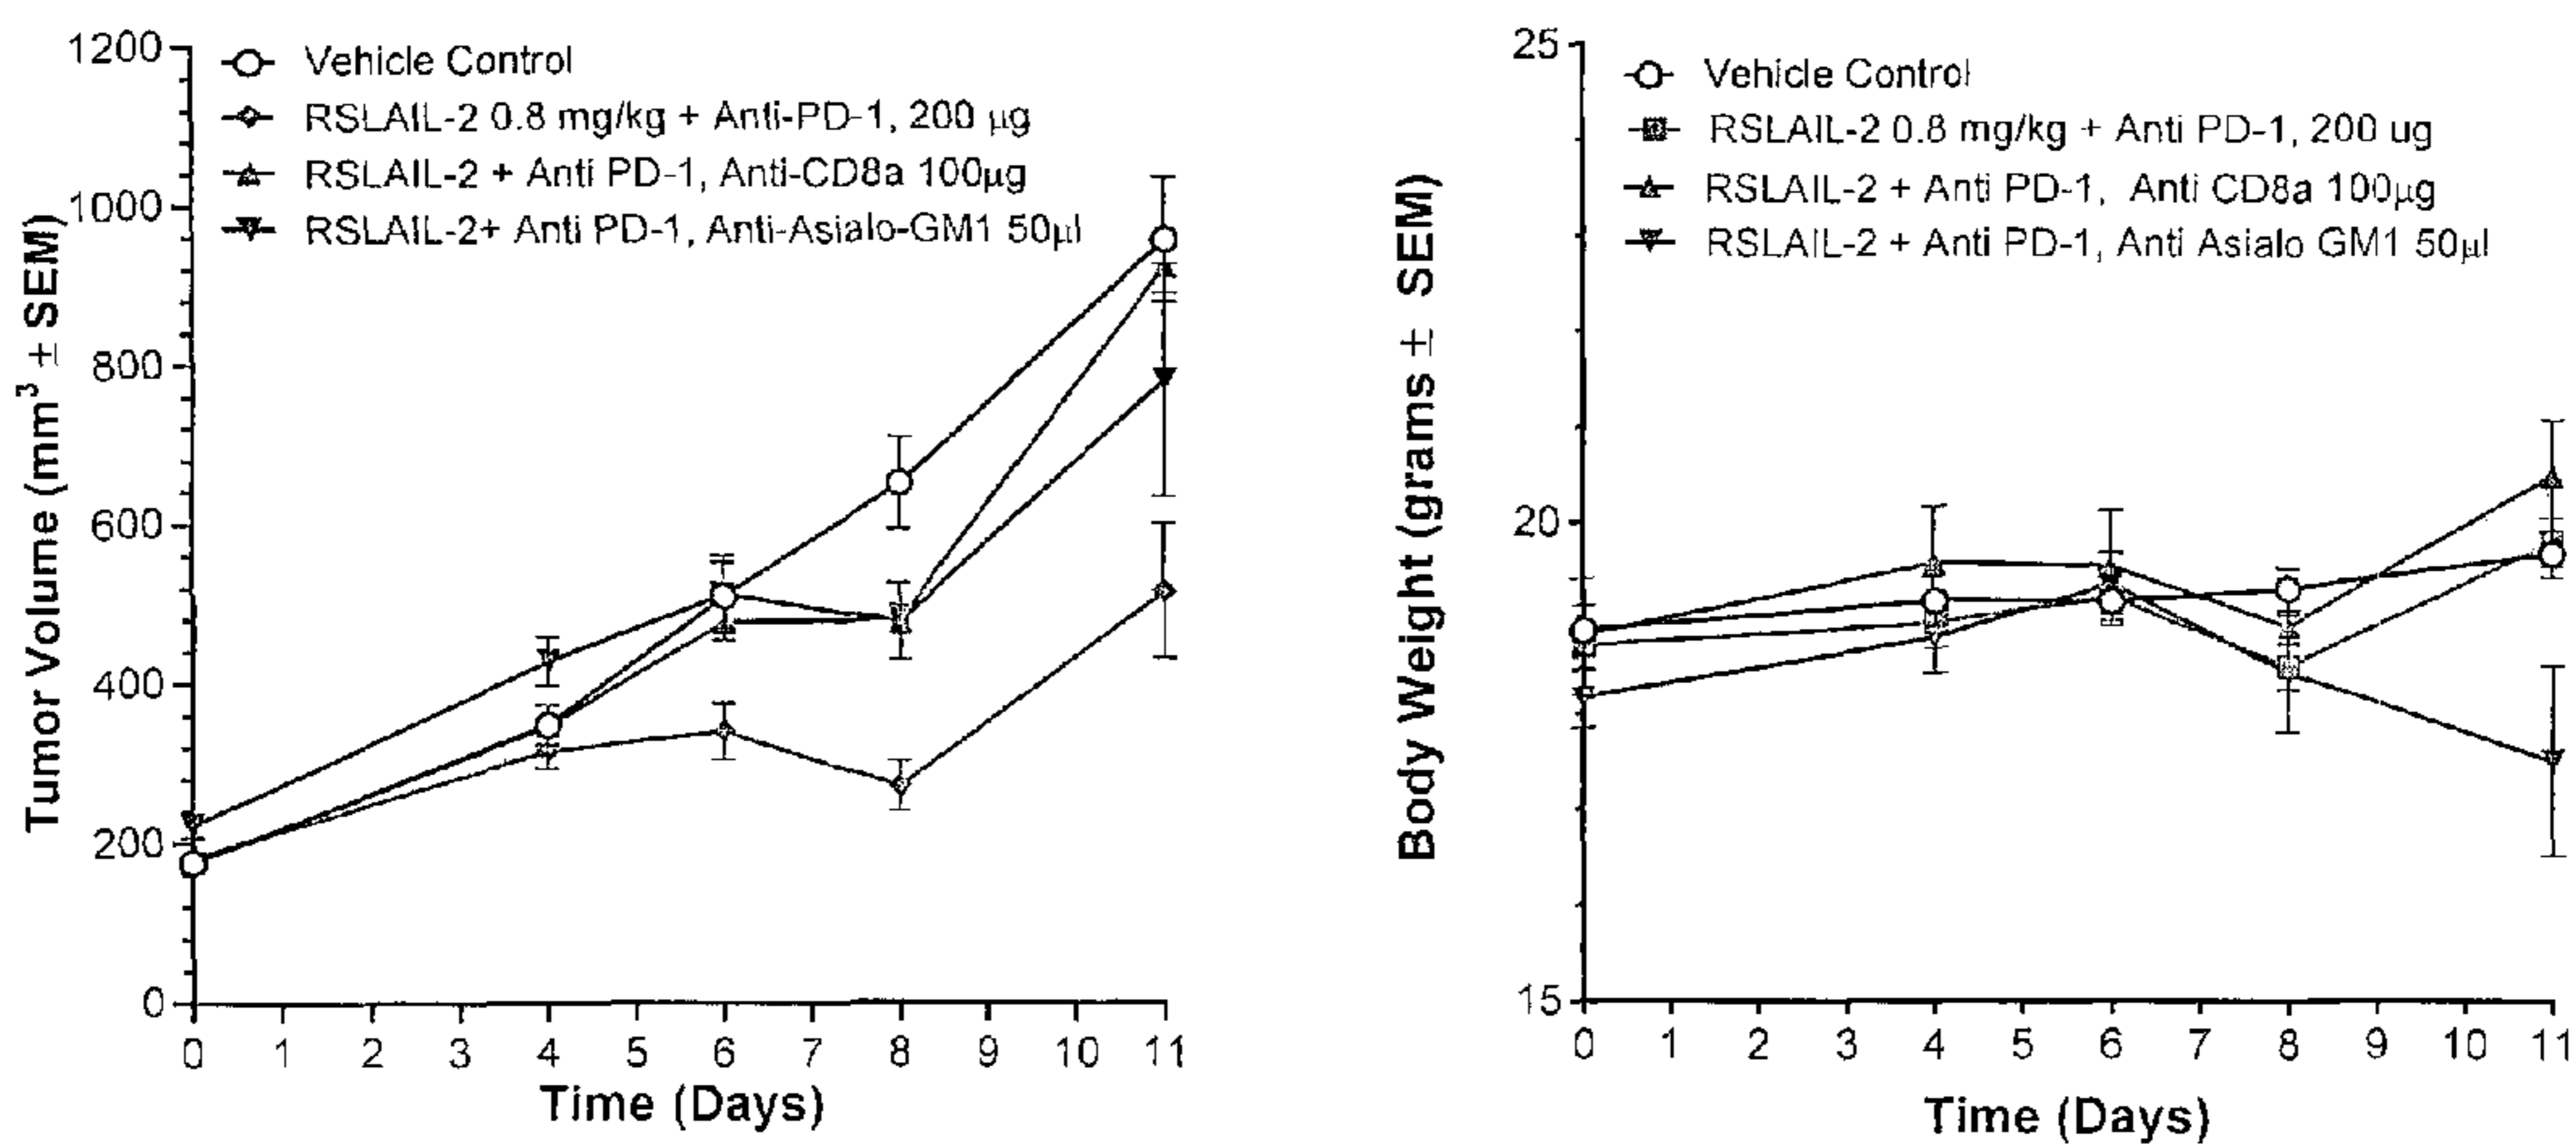 1200
1000
800
600
400
200
0
Tumor Volume (mm³ ± SEM)
Vehicle Control
RSLAIL-2 0.8 mg/kg + Anti-PD-1, 200 µg
RSLAIL-2 + Anti PD-1, Anti-CD8a 100µg
RSLAIL-2+ Anti PD-1, Anti-Asialo-GM1 50µl
0 1 2 3 4 5 6 7 8 9 10 11
Time (Days)
25
20
15
Body Weight (grams ± SEM)
Vehicle Control
RSLAIL-2 0.8 mg/kg + Anti PD-1, 200 ug
RSLAIL-2 + Anti PD-1, Anti CD8a 100µg
RSLAIL-2 + Anti PD-1, Anti Asialo GM1 50µl
0 1 2 3 4 5 6 7 8 9 10 11
Time (Days)